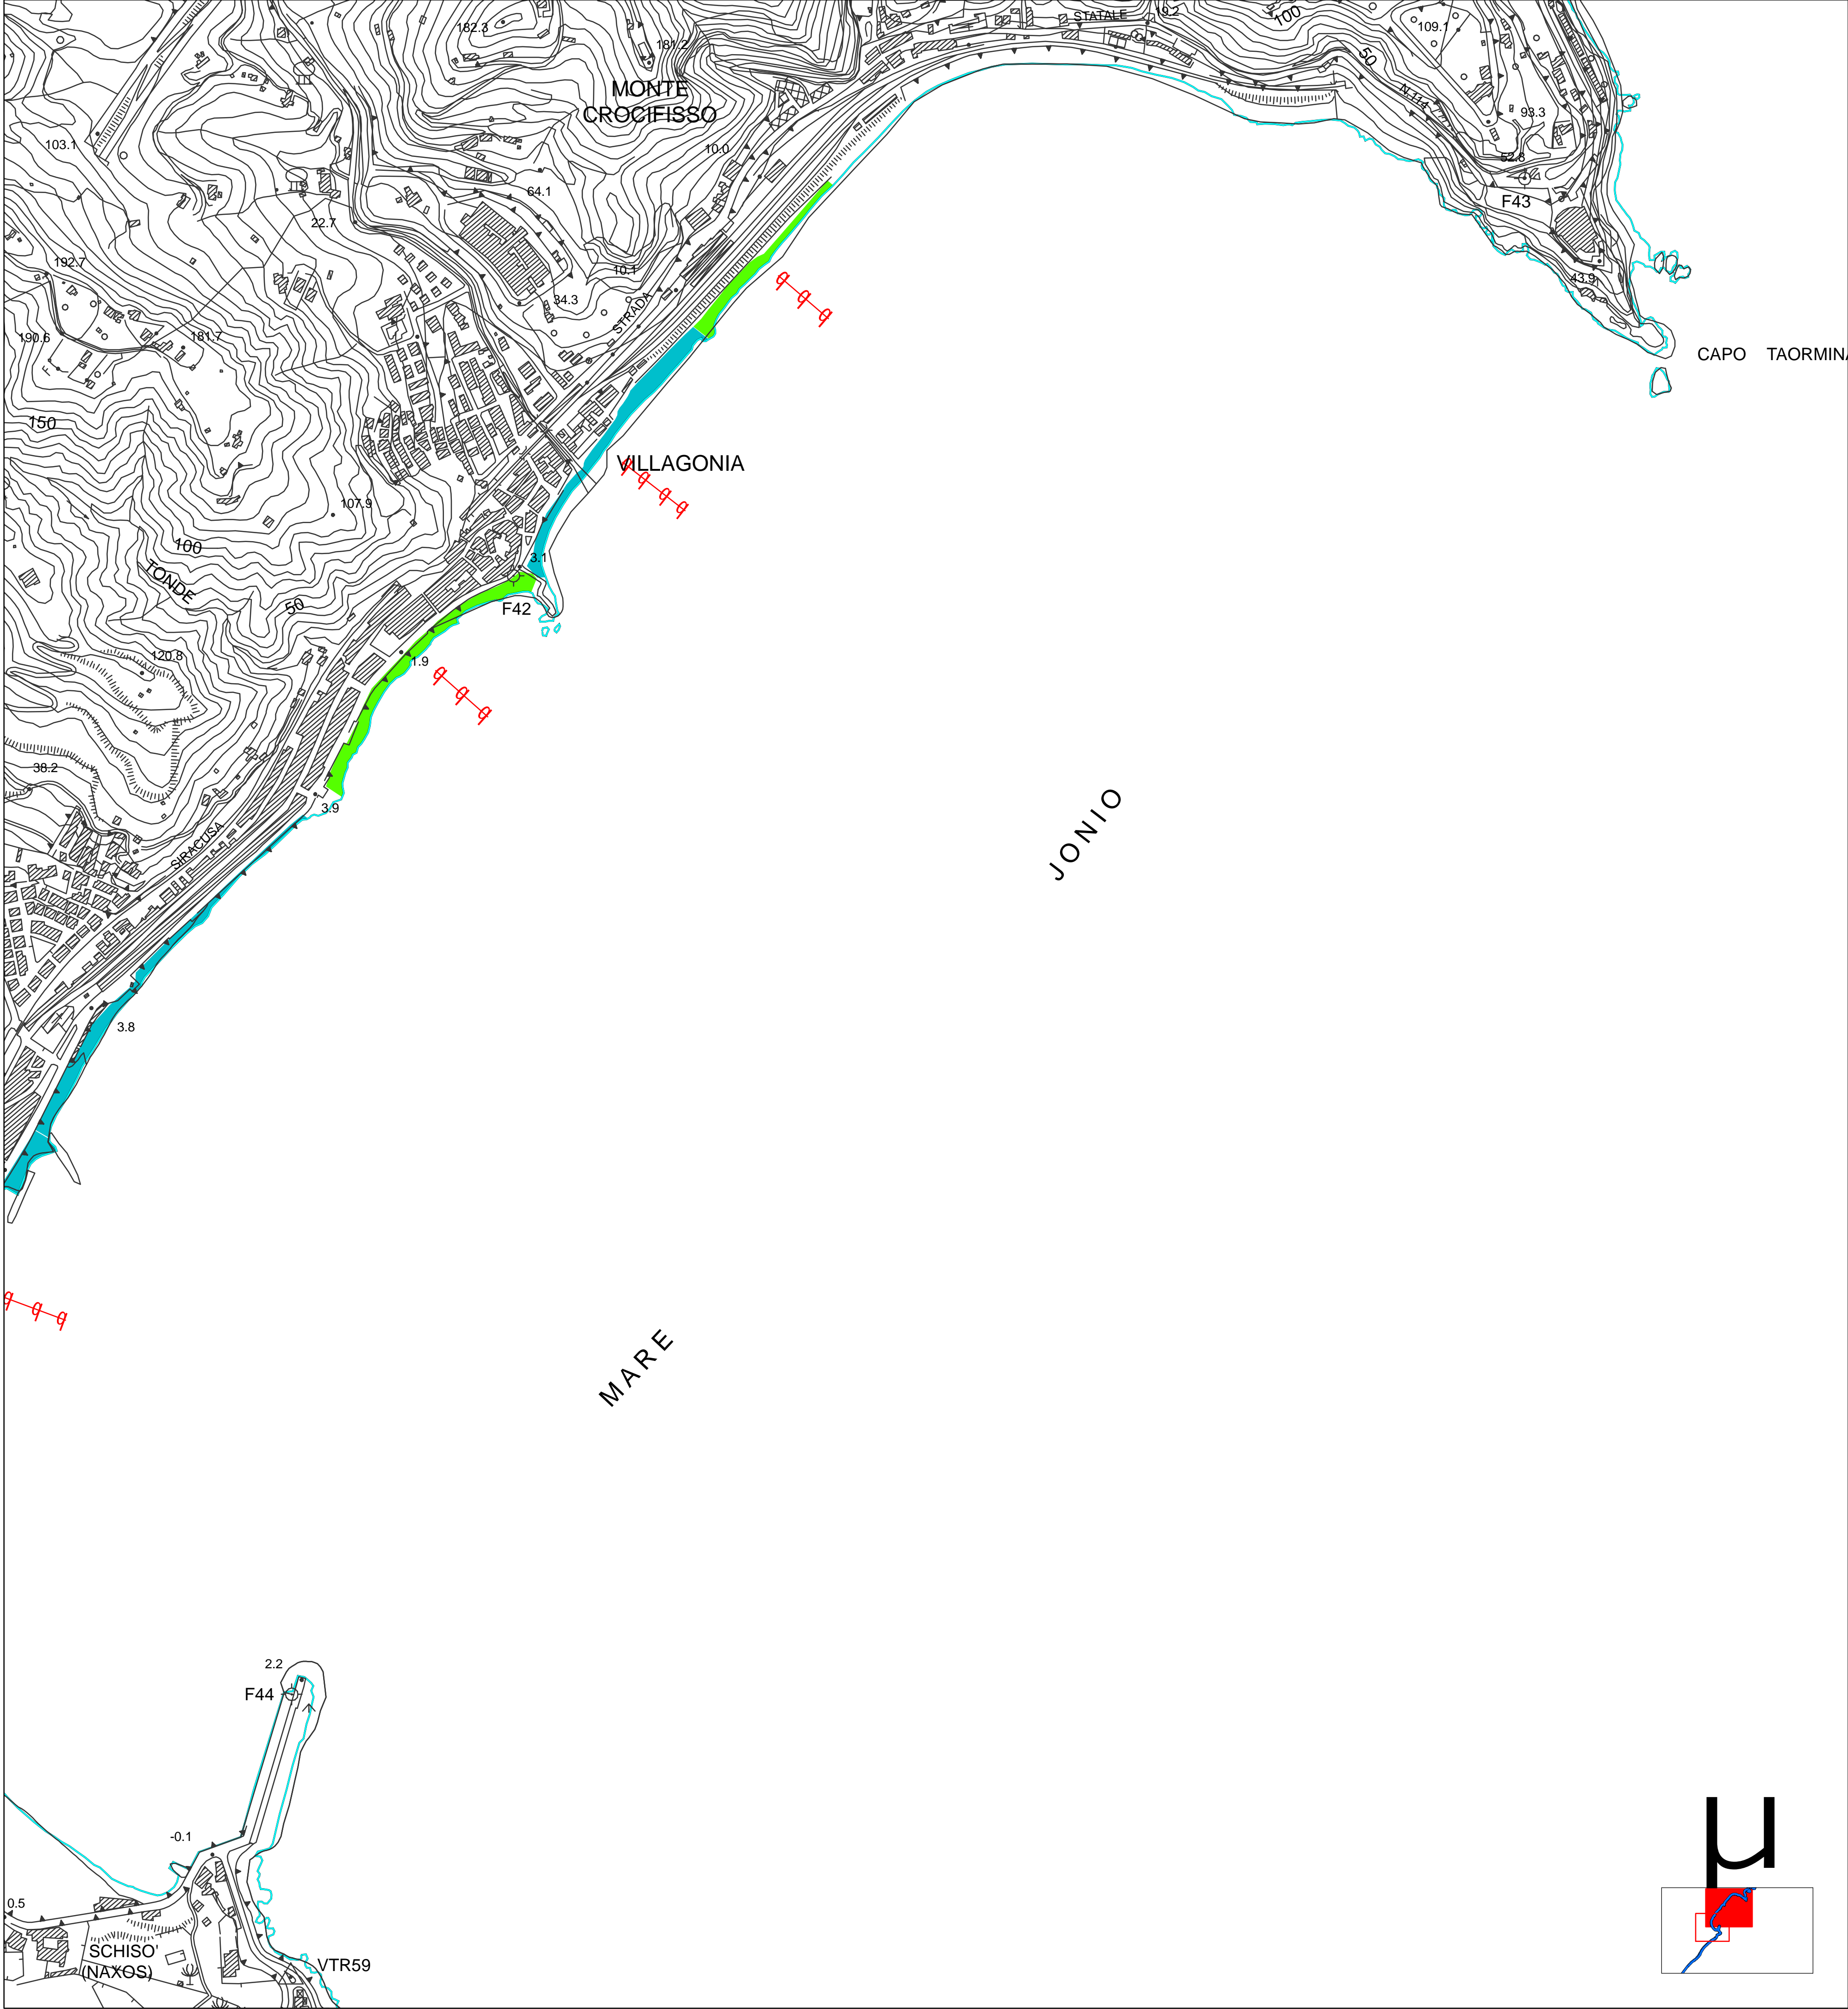 STATALE
19.2
100
109.1
182.3
181.2
50
MONTE
CROCIFISSO
N.114
93.3
103.1
10.0
52.8
64.1
F43
22.7
192.7
10.1
43.9
34.3
STRADA
190.6
181.7
CAPO TAORMINA
150
VILLAGONIA
107.9
100
3.1
TONDE
50
F42
120.8
1.9
38.2
3.9
JONIO
SIRACUSA
3.8
MARE
2.2
F44
-0.1
0.5
SCHISO'
(NAXOS)
VTR59
µ